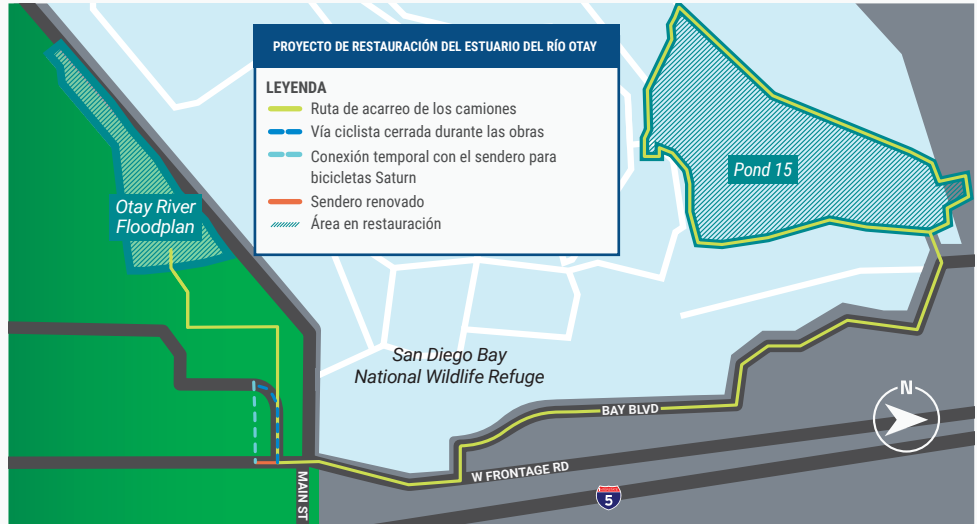 PROYECTO DE RESTAURACIÓN DEL ESTUARIO DEL RÍO OTAY
LEYENDA
Ruta de acarreo de los camiones
Vía ciclista cerrada durante las obras
Conexión temporal con el sendero para
bicicletas Saturn
Sendero renovado
Área en restauración
Pond 15
Otay River
Floodplan
San Diego Bay
National Wildlife Refuge
N
BAY BLVD
W FRONTAGE RD
MAIN ST
5